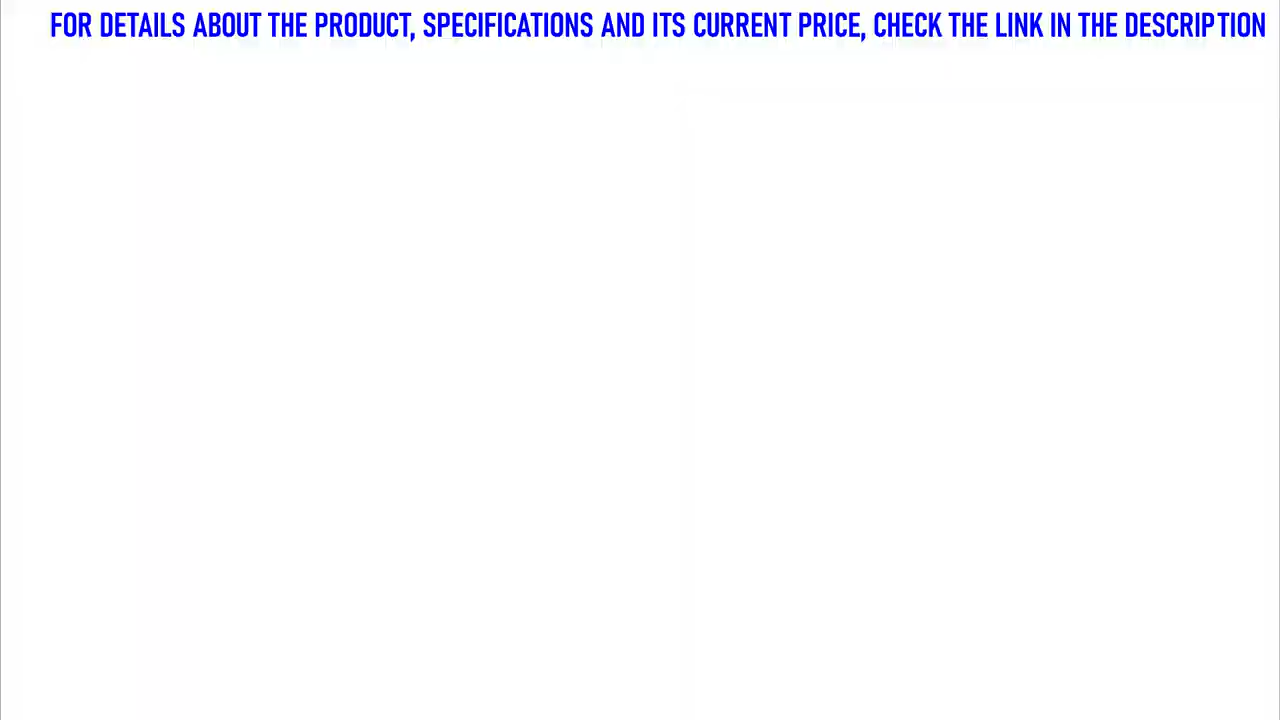 FOR DETAILS ABOUT THE PRODUCT, SPECIFICATIONS AND ITS CURRENT PRICE, CHECK THE LINK IN THE DESCRIPTION